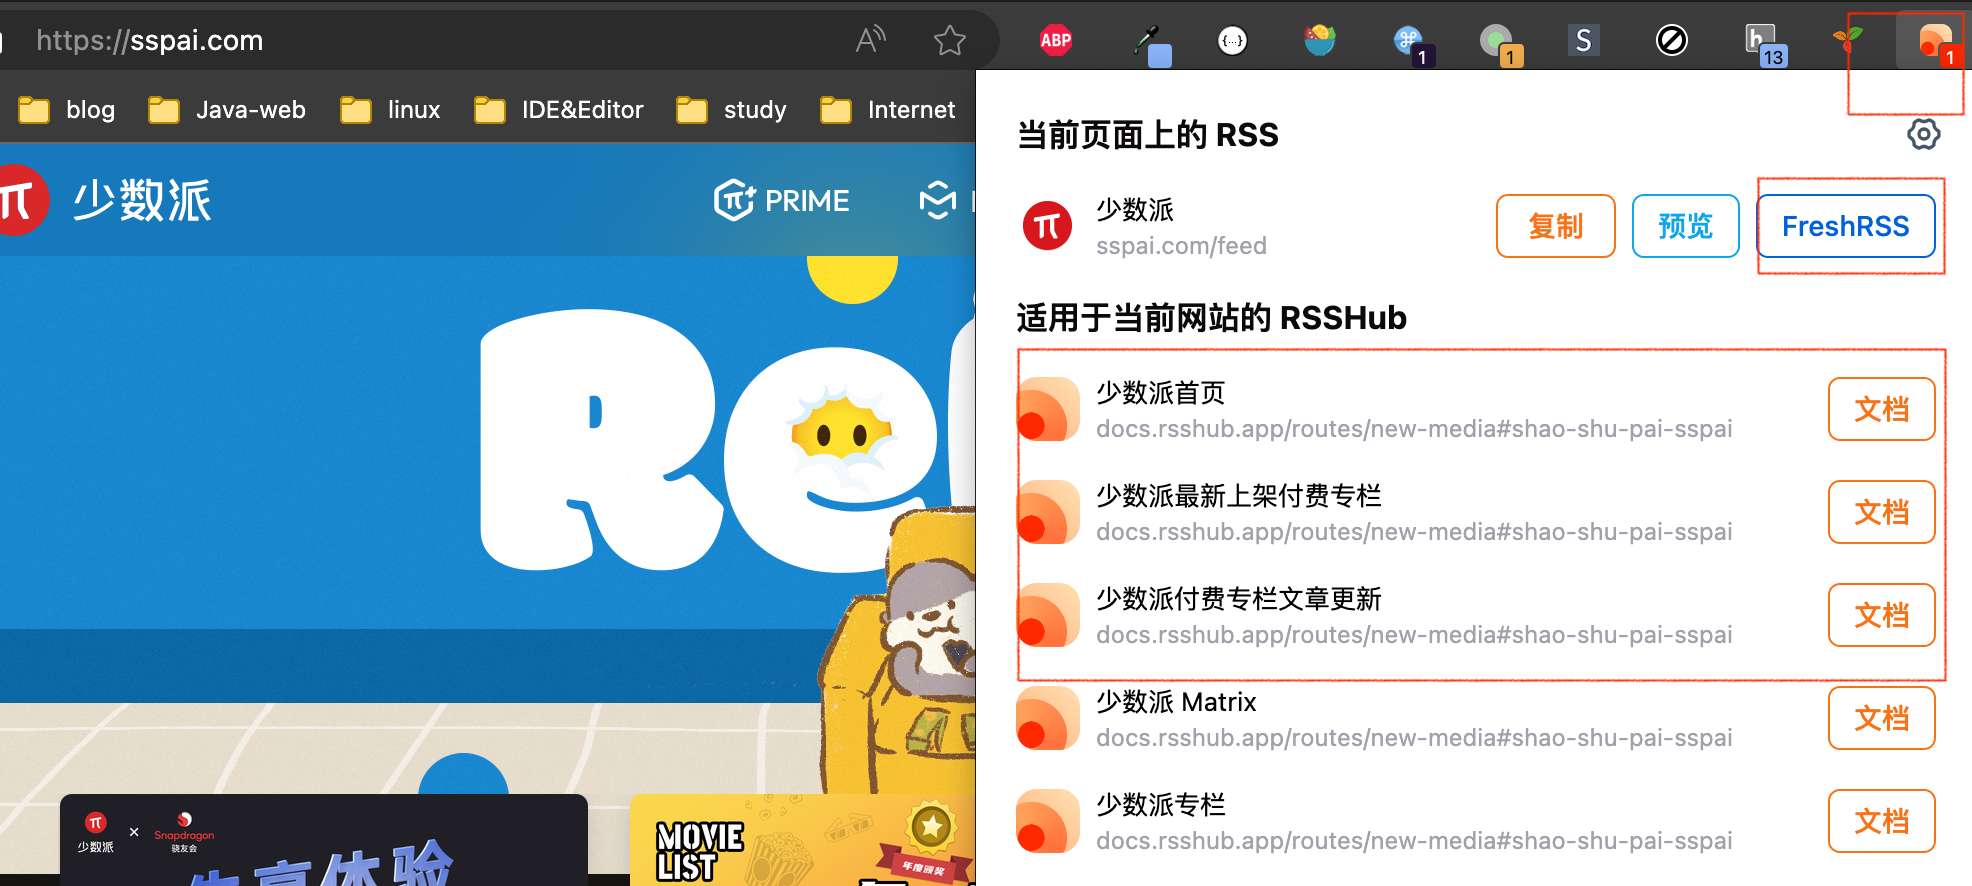 https://sspai.com
ABP
{...}
1
1
S
h
13
1
blog
Java-web
linux
IDE&Editor
study
Internet
少数派
PRIME
当前页面上的 RSS
少数派
sspai.com/feed
复制
预览
FreshRSS
适用于当前网站的 RSSHub
少数派首页
docs.rsshub.app/routes/new-media#shao-shu-pai-sspai
文档
少数派最新上架付费专栏
docs.rsshub.app/routes/new-media#shao-shu-pai-sspai
文档
少数派付费专栏文章更新
docs.rsshub.app/routes/new-media#shao-shu-pai-sspai
文档
少数派 Matrix
docs.rsshub.app/routes/new-media#shao-shu-pai-sspai
文档
少数派专栏
docs.rsshub.app/routes/new-media#shao-shu-pai-sspai
文档
Re
少数派
×
Snapdragon
骁友会
享体验
MOVIE
LIST
年度颁奖